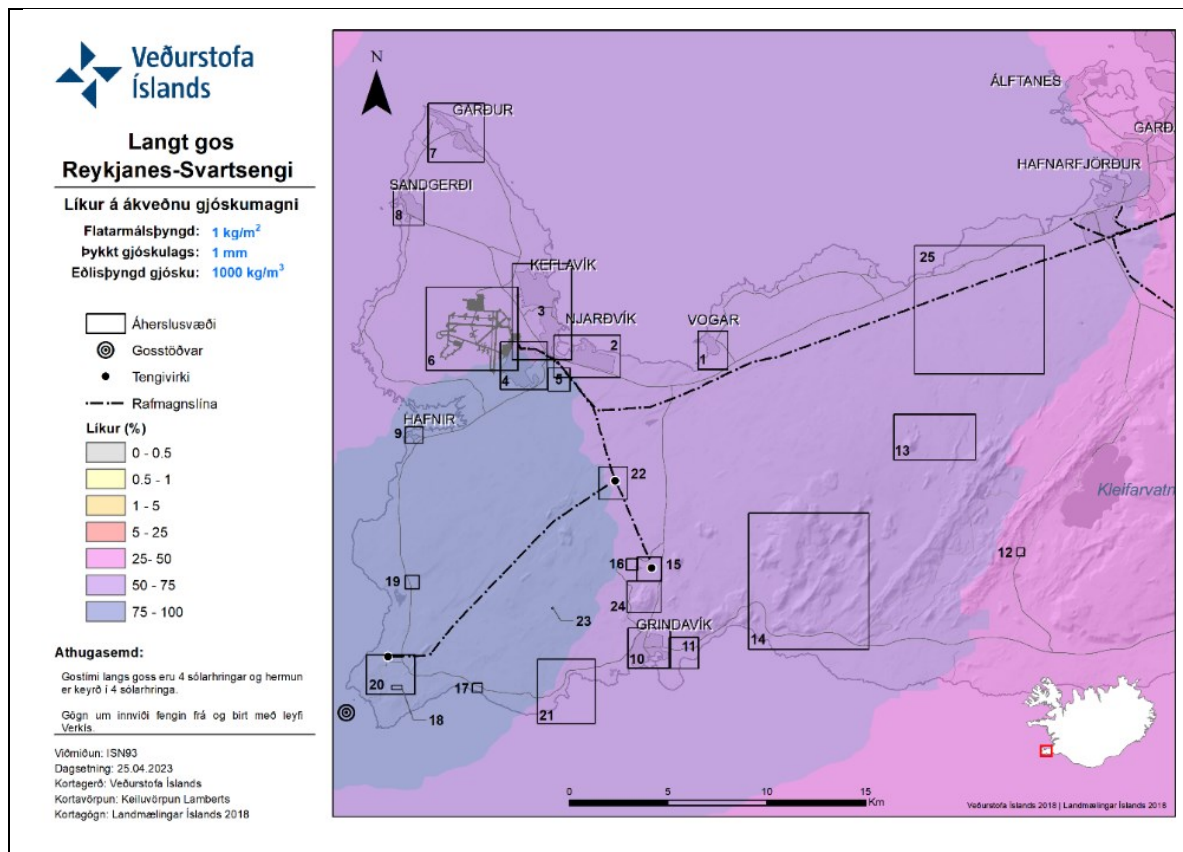 Veðurstofa
Íslands
Langt gos
Reykjanes-Svartsengi
Líkur á ákveðnu gjóskumagni
Flatarmálsþyngd: 1 kg/m²
Þykkt gjóskulags: 1 mm
Eðlisþyngd gjósku: 1000 kg/m³
Áherslusvæði
Gosstöðvar
Tengivirki
Rafmagnslína
Líkur (%)
0 - 0.5
0.5 - 1
1 - 5
5 - 25
25- 50
50 - 75
75 - 100
Athugasemd:
Gostími langs goss eru 4 sólarhringar og hermun
er keyrð í 4 sólarhringa.
Gögn um innviði fengin frá og birt með leyfi
Verkís.
Viðmiðun: ISN93
Dagsetning: 25.04.2023
Kortagerð: Veðurstofa Íslands
Kortavörpun: Keiluvörpun Lamberts
Kortagögn: Landmælingar Íslands 2018
N
ÁLFTANES
GARÐUR
GARÐ
7
HAFNARFJÖRÐUR
SANDGERÐI
8
25
KEFLAVÍK
3
NJARÐVÍK
VOGAR
2
1
6
4
5
HAFNIR
9
13
22
Kleifarvatn
12
16
15
19
24
23
GRINDAVÍK
14
10
11
20
17
18
21
0 5 10 15
Km
Veðurstofa Íslands 2018 | Landmælingar Íslands 2018